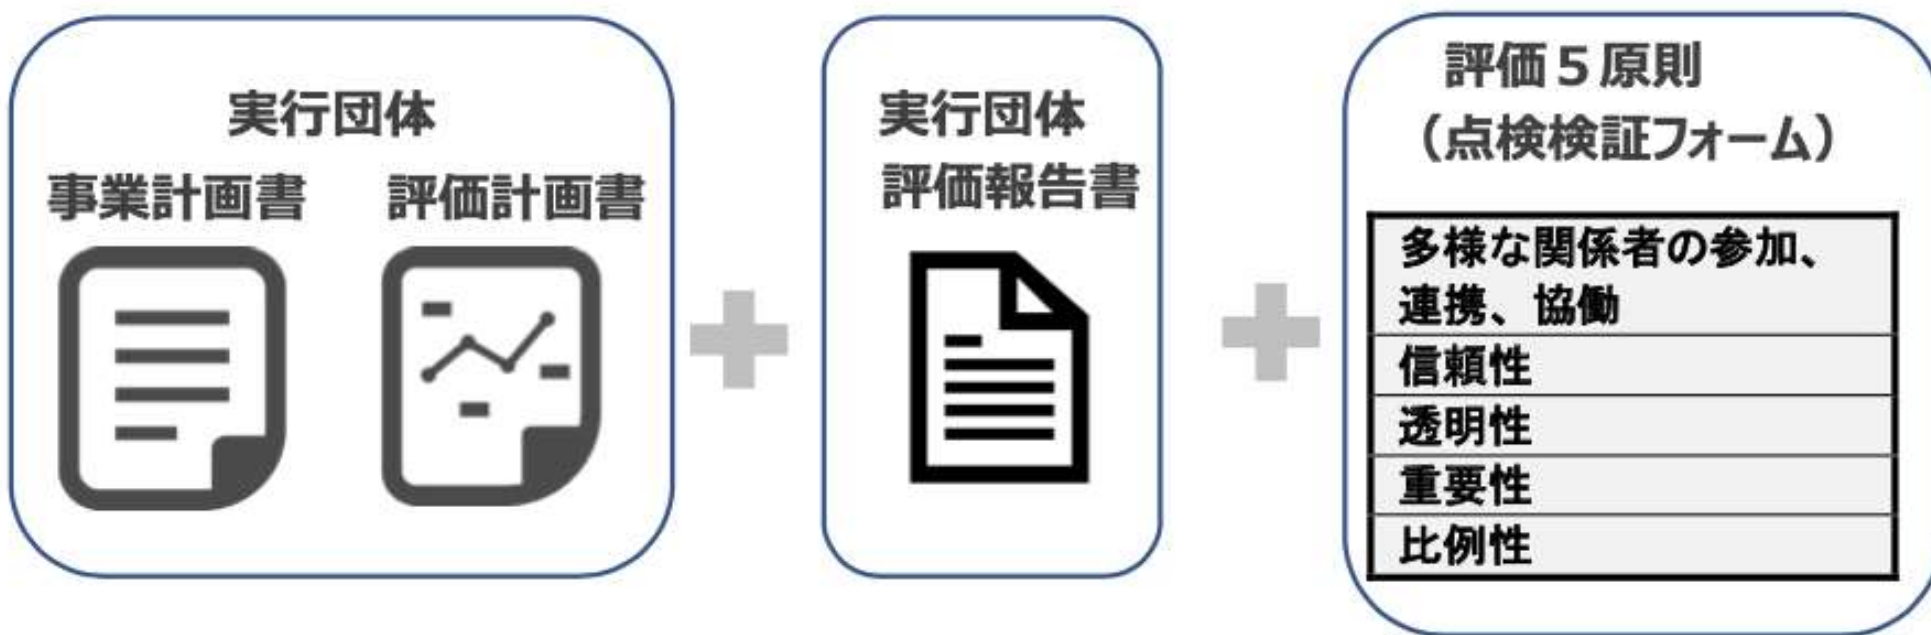 実行団体
事業計画書
評価計画書
実行団体
評価報告書
評価５原則
（点検検証フォーム）
多様な関係者の参加、
連携、協働
信頼性
透明性
重要性
比例性